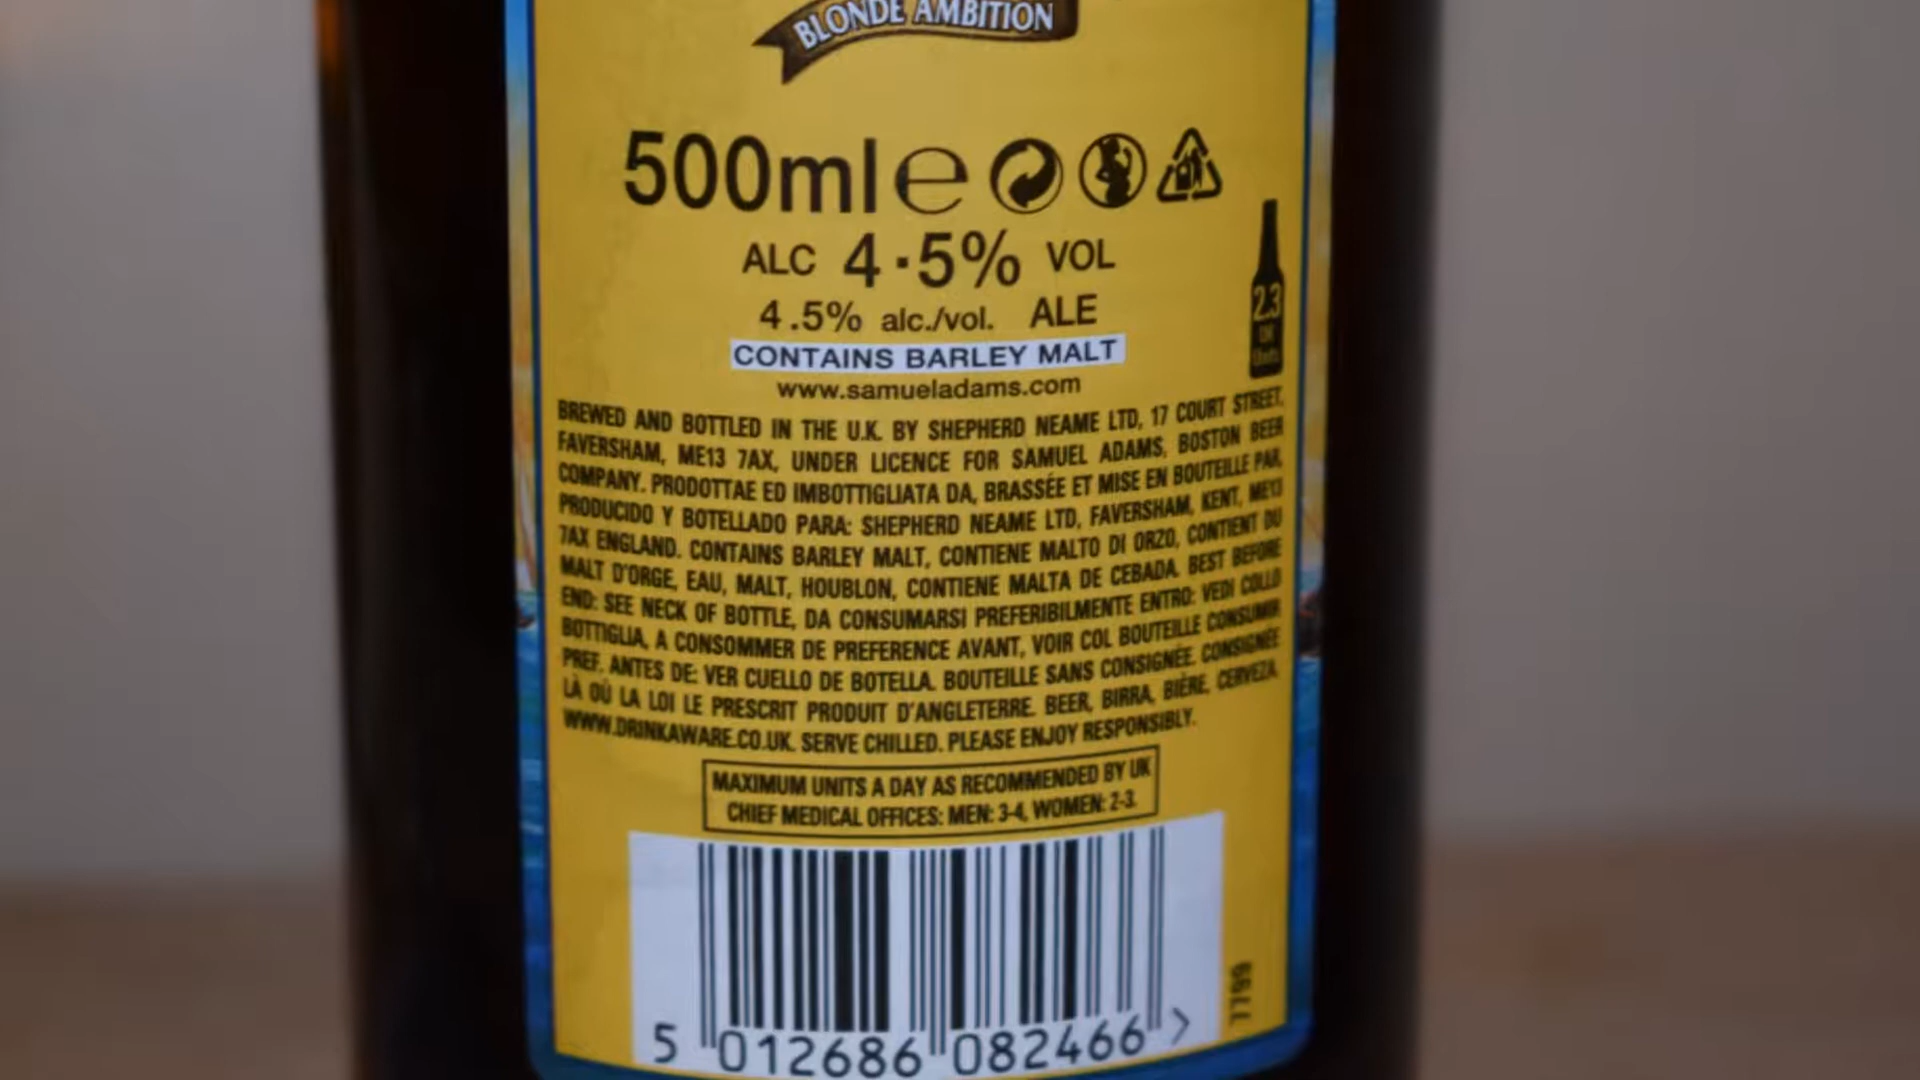 BLONDE AMBITION
500ml e
ALC 4·5% VOL
4.5% alc./vol. ALE
2.3
UK
Units
CONTAINS BARLEY MALT
www.samueladams.com
BREWED AND BOTTLED IN THE U.K. BY SHEPHERD NEAME LTD, 17 COURT STREET,
FAVERSHAM, ME13 7AX, UNDER LICENCE FOR SAMUEL ADAMS, BOSTON BEER
COMPANY. PRODOTTAE ED IMBOTTIGLIATA DA, BRASSÉE ET MISE EN BOUTEILLE PAR,
PRODUCIDO Y BOTELLADO PARA: SHEPHERD NEAME LTD, FAVERSHAM, KENT, ME13
7AX ENGLAND. CONTAINS BARLEY MALT, CONTIENE MALTO DI ORZO, CONTIENT DU
MALT D'ORGE, EAU, MALT, HOUBLON, CONTIENE MALTA DE CEBADA. BEST BEFORE
END: SEE NECK OF BOTTLE, DA CONSUMARSI PREFERIBILMENTE ENTRO: VEDI COLLO
BOTTIGLIA, A CONSOMMER DE PREFERENCE AVANT, VOIR COL BOUTEILLE CONSUMIR
PREF. ANTES DE: VER CUELLO DE BOTELLA. BOUTEILLE SANS CONSIGNÉE. CONSIGNÉE
LÀ OÙ LA LOI LE PRESCRIT PRODUIT D'ANGLETERRE. BEER, BIRRA, BIÈRE, CERVEZA.
WWW.DRINKAWARE.CO.UK. SERVE CHILLED. PLEASE ENJOY RESPONSIBLY.
MAXIMUM UNITS A DAY AS RECOMMENDED BY UK
CHIEF MEDICAL OFFICES: MEN: 3-4, WOMEN: 2-3.
5 012686 082466 >
7769